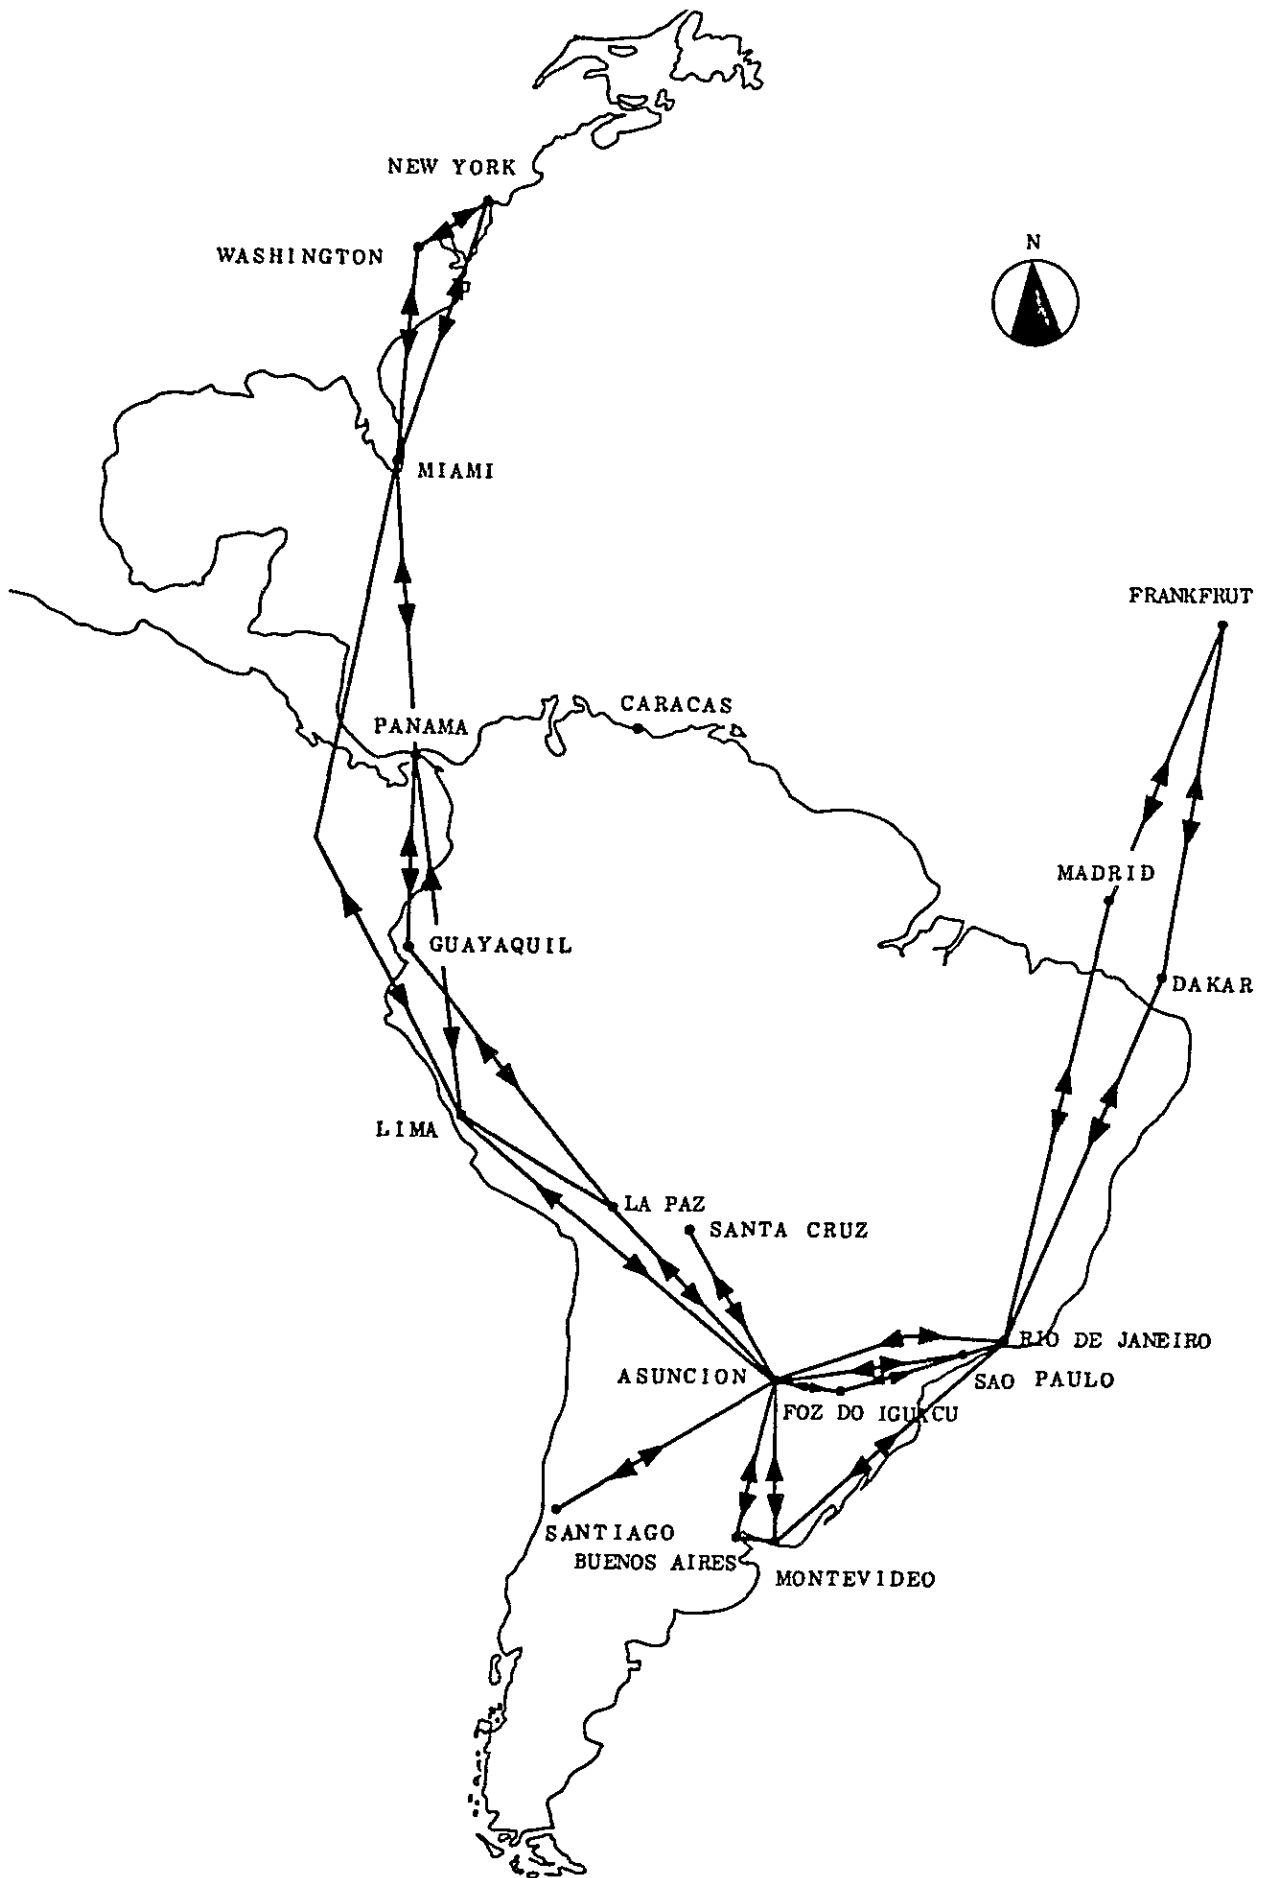 NEW YORK
N
WASHINGTON
MIAMI
FRANKFRUT
CARACAS
PANAMA
MADRID
GUAYAQUIL
DAKAR
LIMA
LA PAZ
SANTA CRUZ
RIO DE JANEIRO
ASUNCION
SAO PAULO
FOZ DO IGUACU
SANTIAGO
BUENOS AIRES
MONTEVIDEO